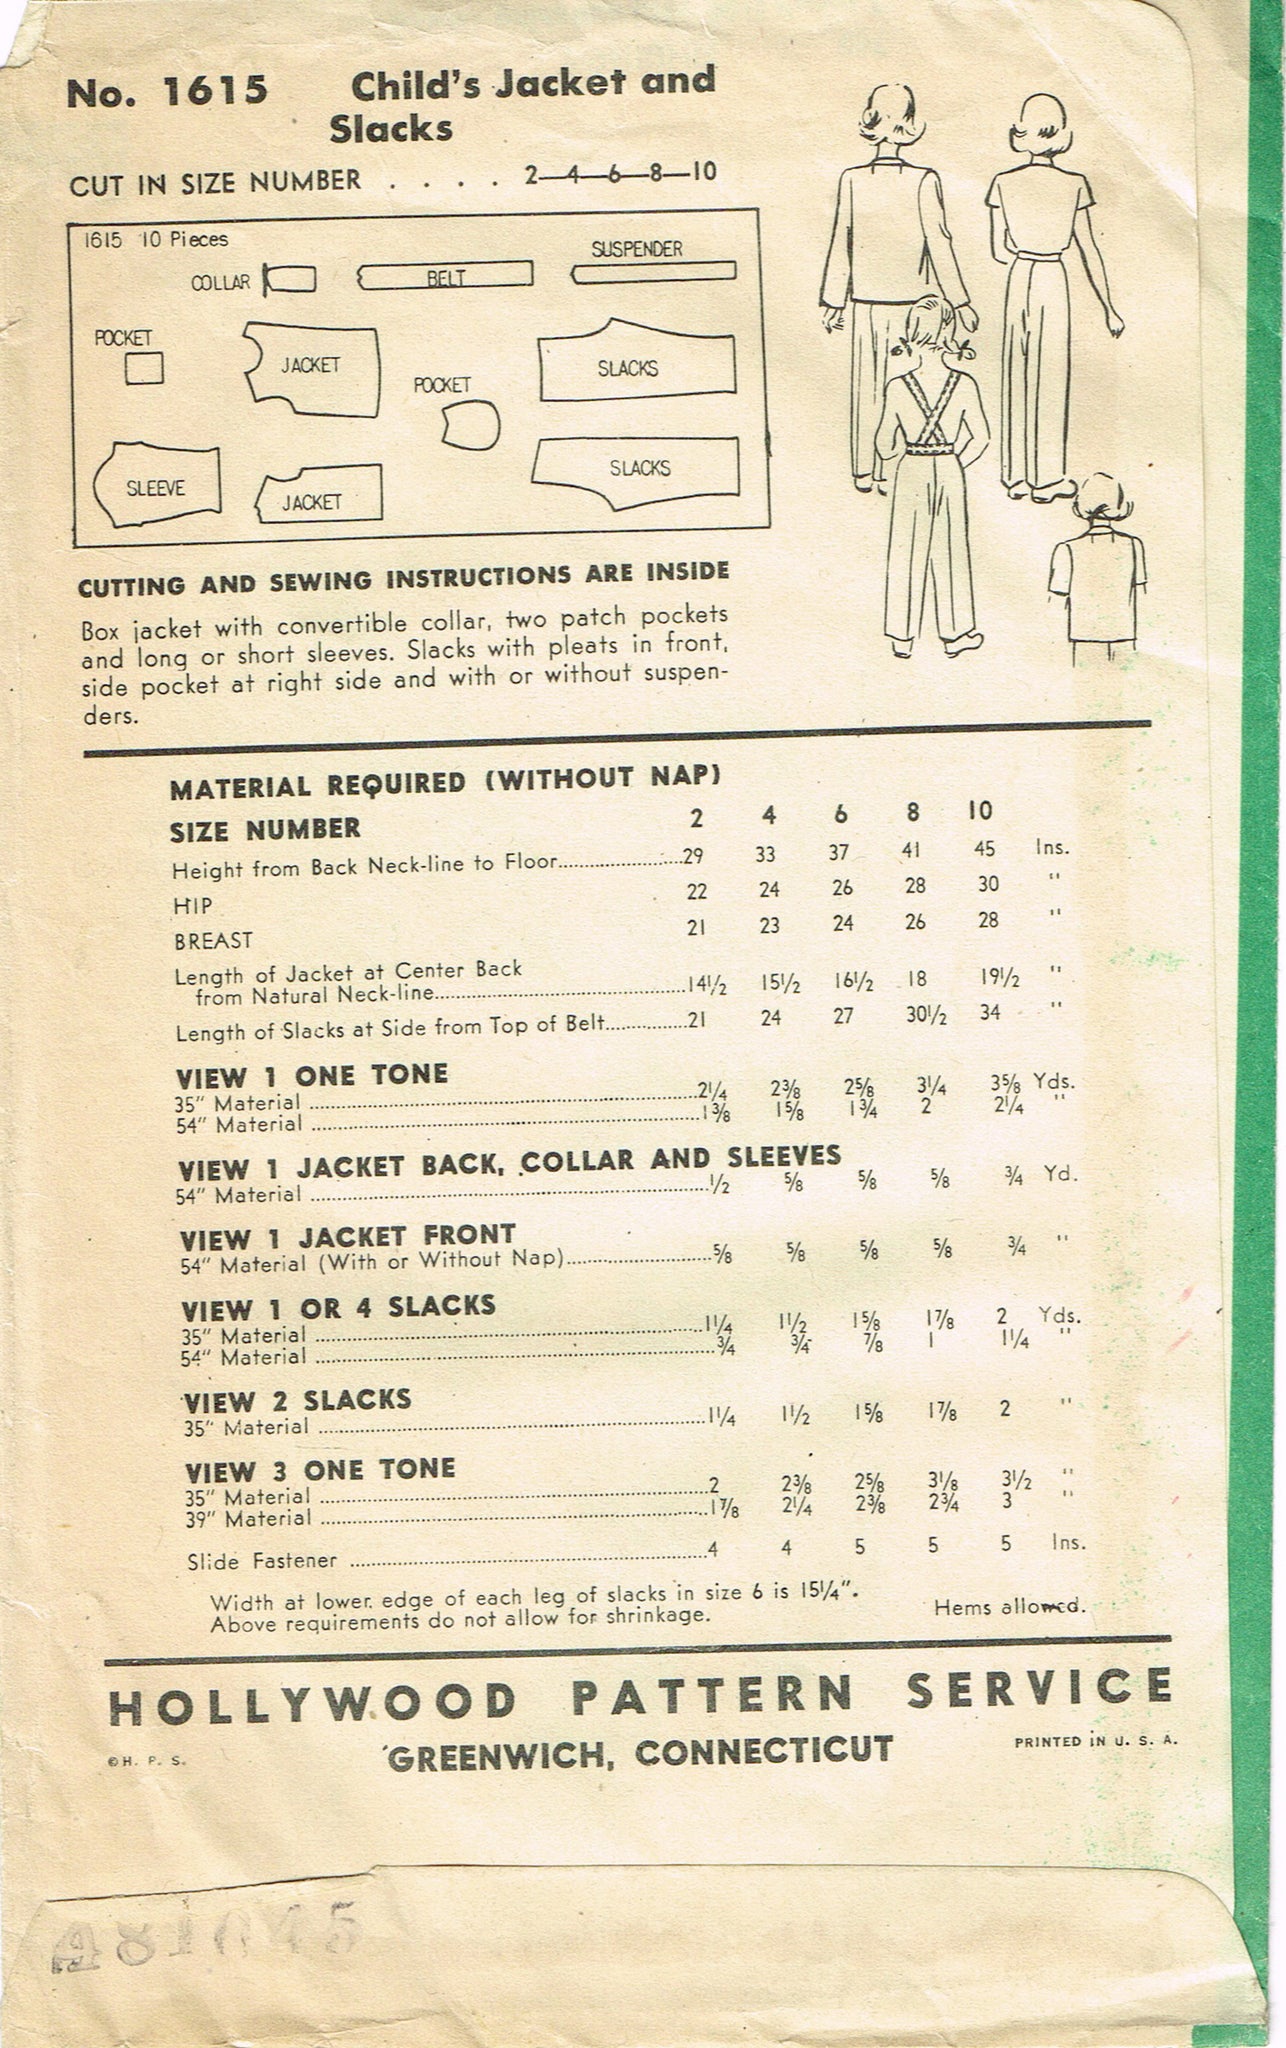 No. 1615 Child's Jacket and
Slacks
CUT IN SIZE NUMBER . . . . 2—4—6—8—10
1615 10 Pieces
COLLAR
BELT
SUSPENDER
POCKET
JACKET
POCKET
SLACKS
SLEEVE
JACKET
SLACKS
CUTTING AND SEWING INSTRUCTIONS ARE INSIDE
Box jacket with convertible collar, two patch pockets
and long or short sleeves. Slacks with pleats in front,
side pocket at right side and with or without suspen-
ders.
MATERIAL REQUIRED (WITHOUT NAP)
SIZE NUMBER 2 4 6 8 10
Height from Back Neck-line to Floor 29 33 37 41 45 Ins.
HIP 22 24 26 28 30 "
BREAST 21 23 24 26 28 "
Length of Jacket at Center Back
from Natural Neck-line 14½ 15½ 16½ 18 19½ "
Length of Slacks at Side from Top of Belt 21 24 27 30½ 34 "
VIEW 1 ONE TONE
35" Material 2¼ 2⅜ 2⅝ 3¼ 3⅝ Yds.
54" Material 1⅜ 1⅝ 1¾ 2 2¼ "
VIEW 1 JACKET BACK, COLLAR AND SLEEVES
54" Material ½ ⅝ ⅝ ⅝ ¾ Yd.
VIEW 1 JACKET FRONT
54" Material (With or Without Nap) ⅝ ⅝ ⅝ ⅝ ¾ "
VIEW 1 OR 4 SLACKS
35" Material 1¼ 1½ 1⅝ 1⅞ 2 Yds.
54" Material ¾ ¾ ⅞ 1 1¼ "
VIEW 2 SLACKS
35" Material 1¼ 1½ 1⅝ 1⅞ 2 "
VIEW 3 ONE TONE
35" Material 2 2⅜ 2⅝ 3⅛ 3½ "
39" Material 1⅞ 2¼ 2⅜ 2¾ 3 "
Slide Fastener 4 4 5 5 5 Ins.
Width at lower edge of each leg of slacks in size 6 is 15¼".
Above requirements do not allow for shrinkage. Hems allowed.
HOLLYWOOD PATTERN SERVICE
©H. P. S. GREENWICH, CONNECTICUT PRINTED IN U. S. A.